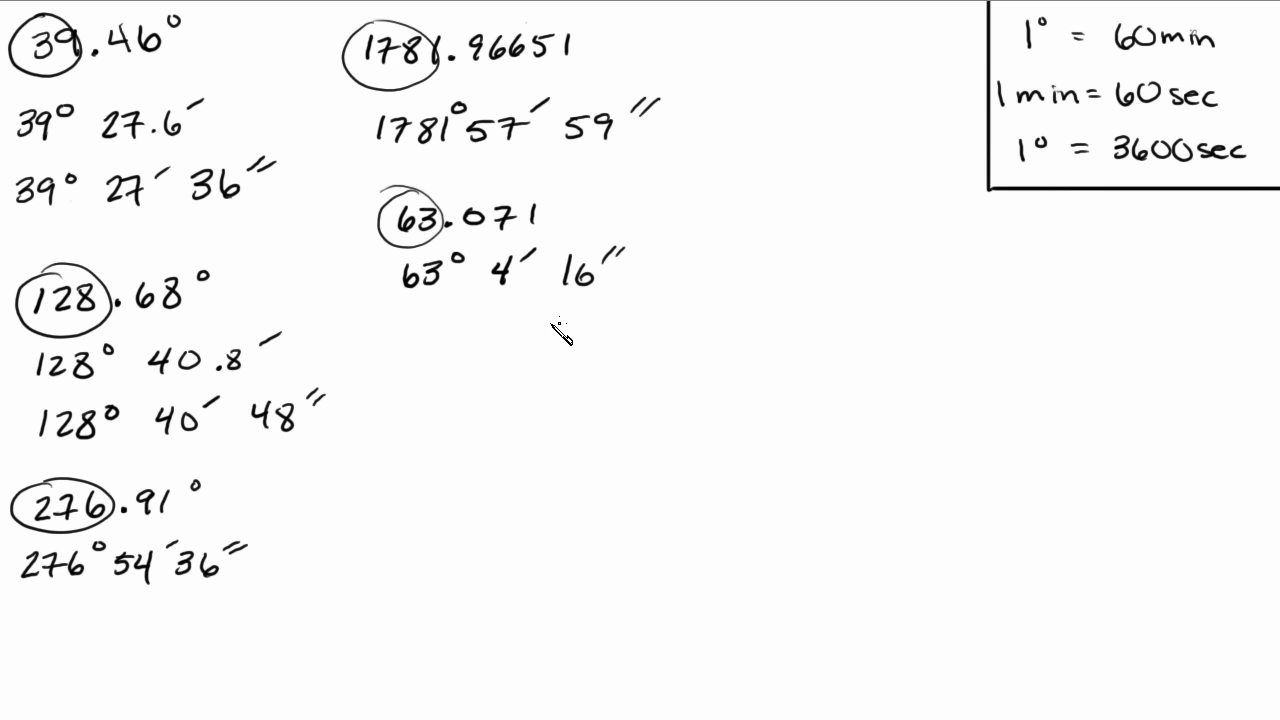 39.46°
39° 27.6′
39° 27′ 36″
128.68°
128° 40.8′
128° 40′ 48″
276.91°
276° 54′ 36″
1781.96651
1781° 57′ 59″
63.071
63° 4′ 16″
1° = 60min
1min = 60sec
1° = 3600sec